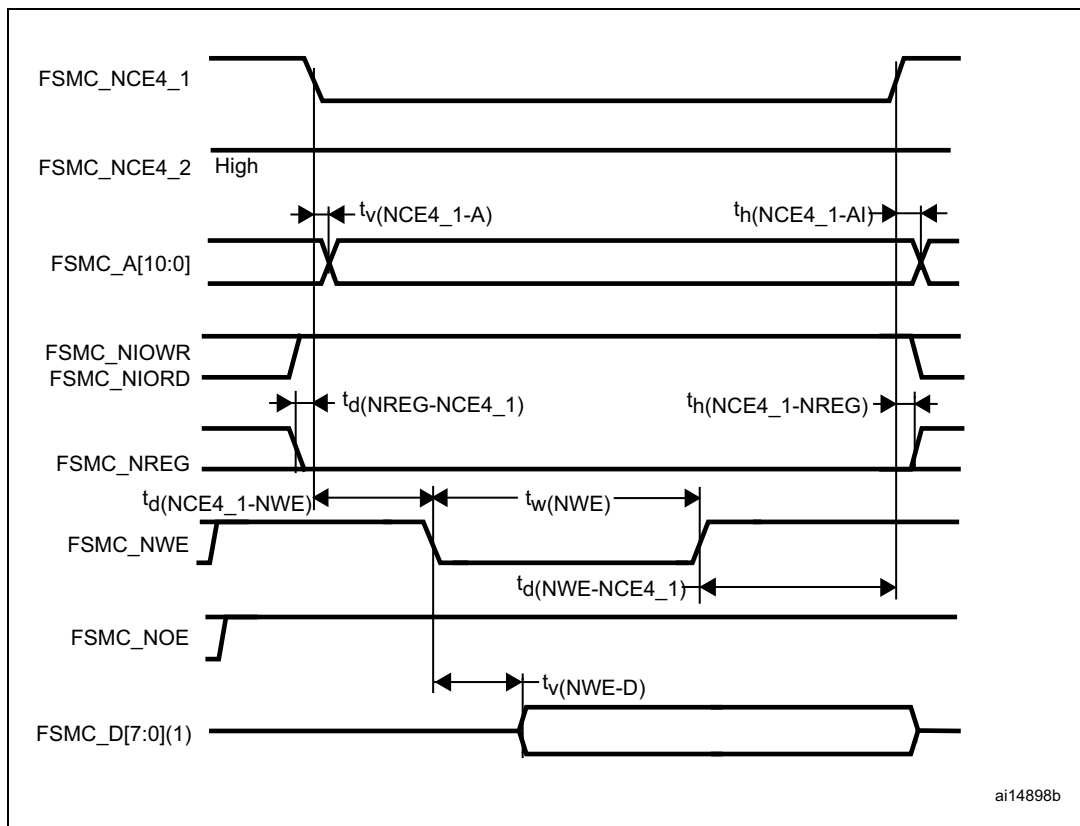 FSMC_NCE4_1
FSMC_NCE4_2 High
tv(NCE4_1-A) th(NCE4_1-AI)
FSMC_A[10:0]
FSMC_NIOWR
FSMC_NIORD
td(NREG-NCE4_1) th(NCE4_1-NREG)
FSMC_NREG
td(NCE4_1-NWE) tw(NWE)
FSMC_NWE
td(NWE-NCE4_1)
FSMC_NOE
tv(NWE-D)
FSMC_D[7:0](1)
ai14898b